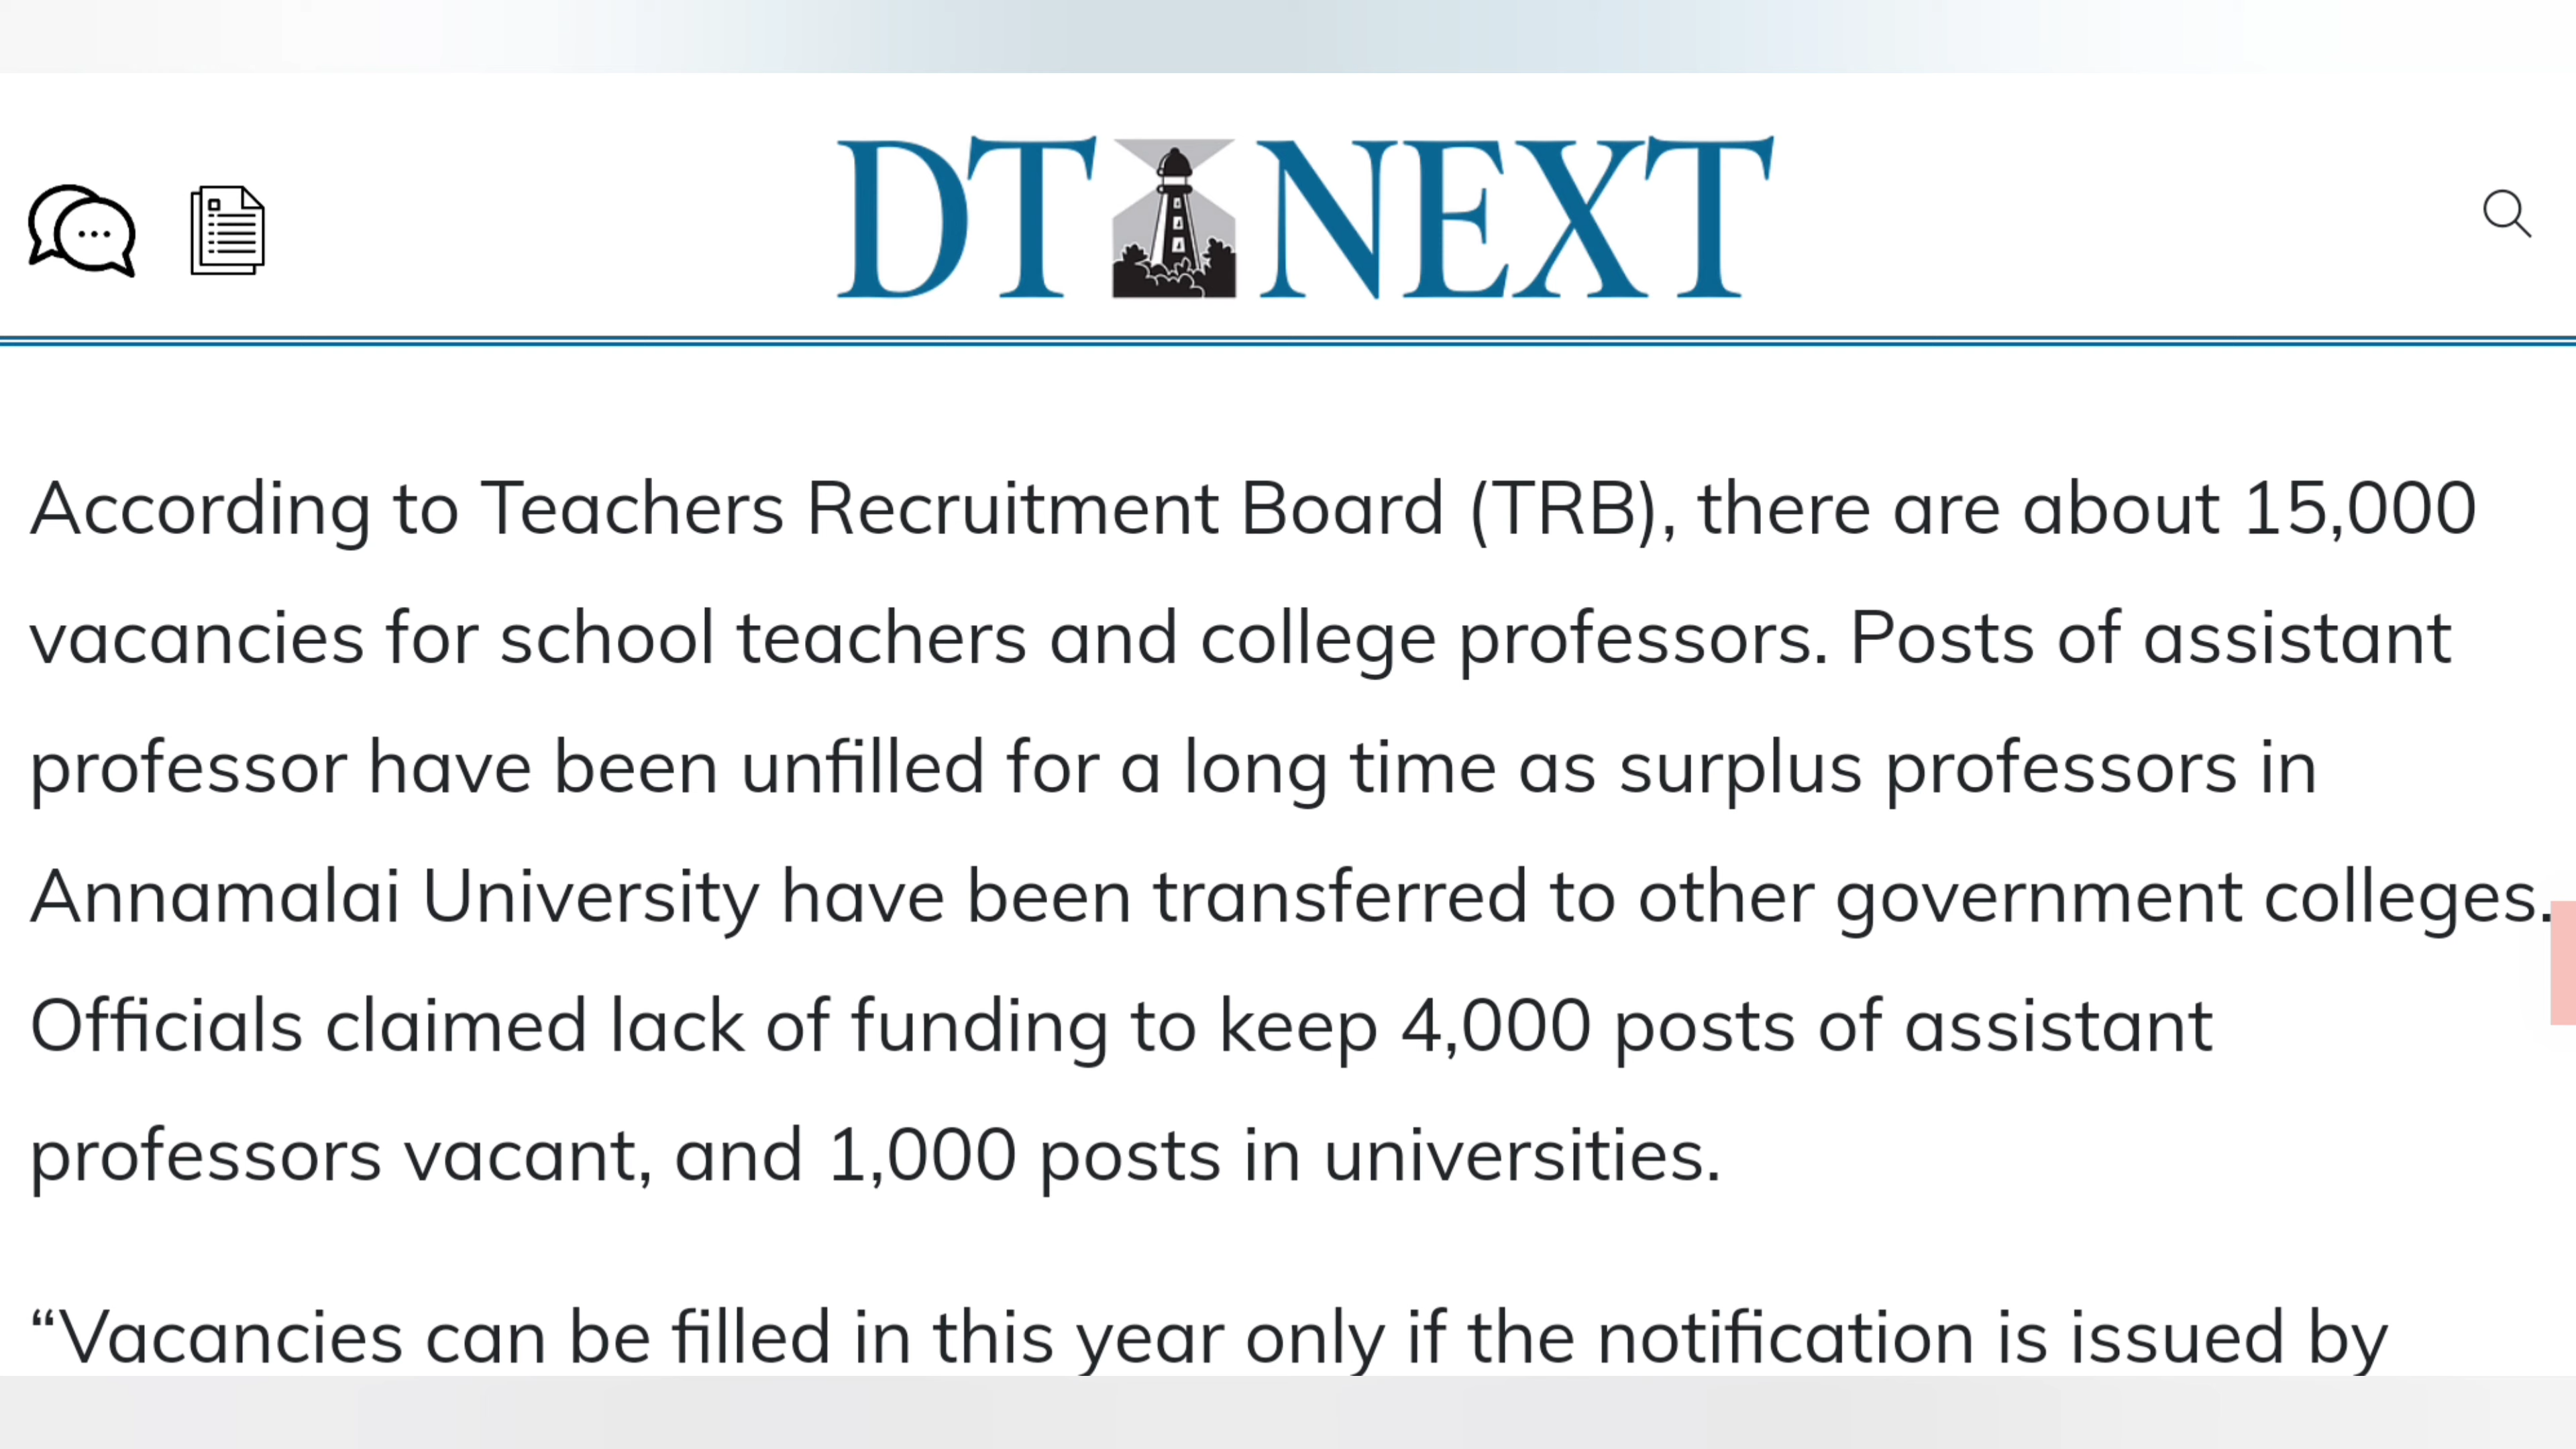 DT NEXT
According to Teachers Recruitment Board (TRB), there are about 15,000
vacancies for school teachers and college professors. Posts of assistant
professor have been unfilled for a long time as surplus professors in
Annamalai University have been transferred to other government colleges.
Officials claimed lack of funding to keep 4,000 posts of assistant
professors vacant, and 1,000 posts in universities.
“Vacancies can be filled in this year only if the notification is issued by